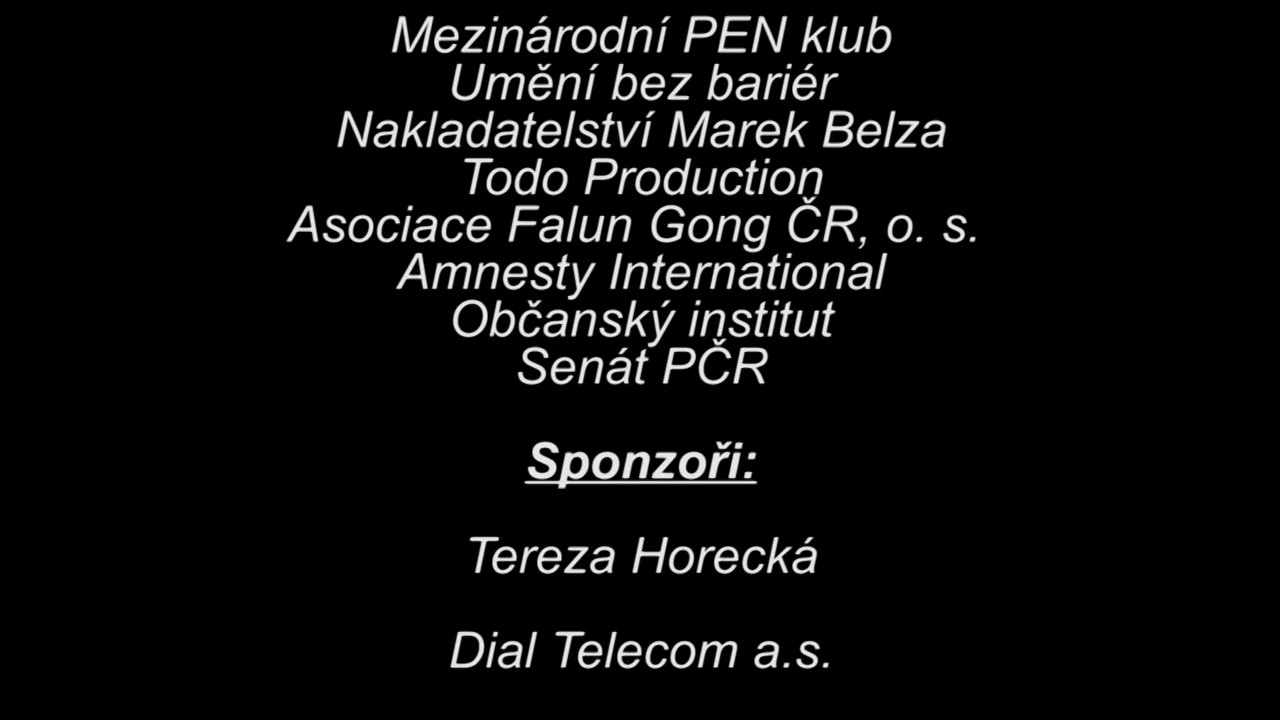 Mezinárodní PEN klub
Umění bez bariér
Nakladatelství Marek Belza
Todo Production
Asociace Falun Gong ČR, o. s.
Amnesty International
Občanský institut
Senát PČR
Sponzoři:
Tereza Horecká
Dial Telecom a.s.